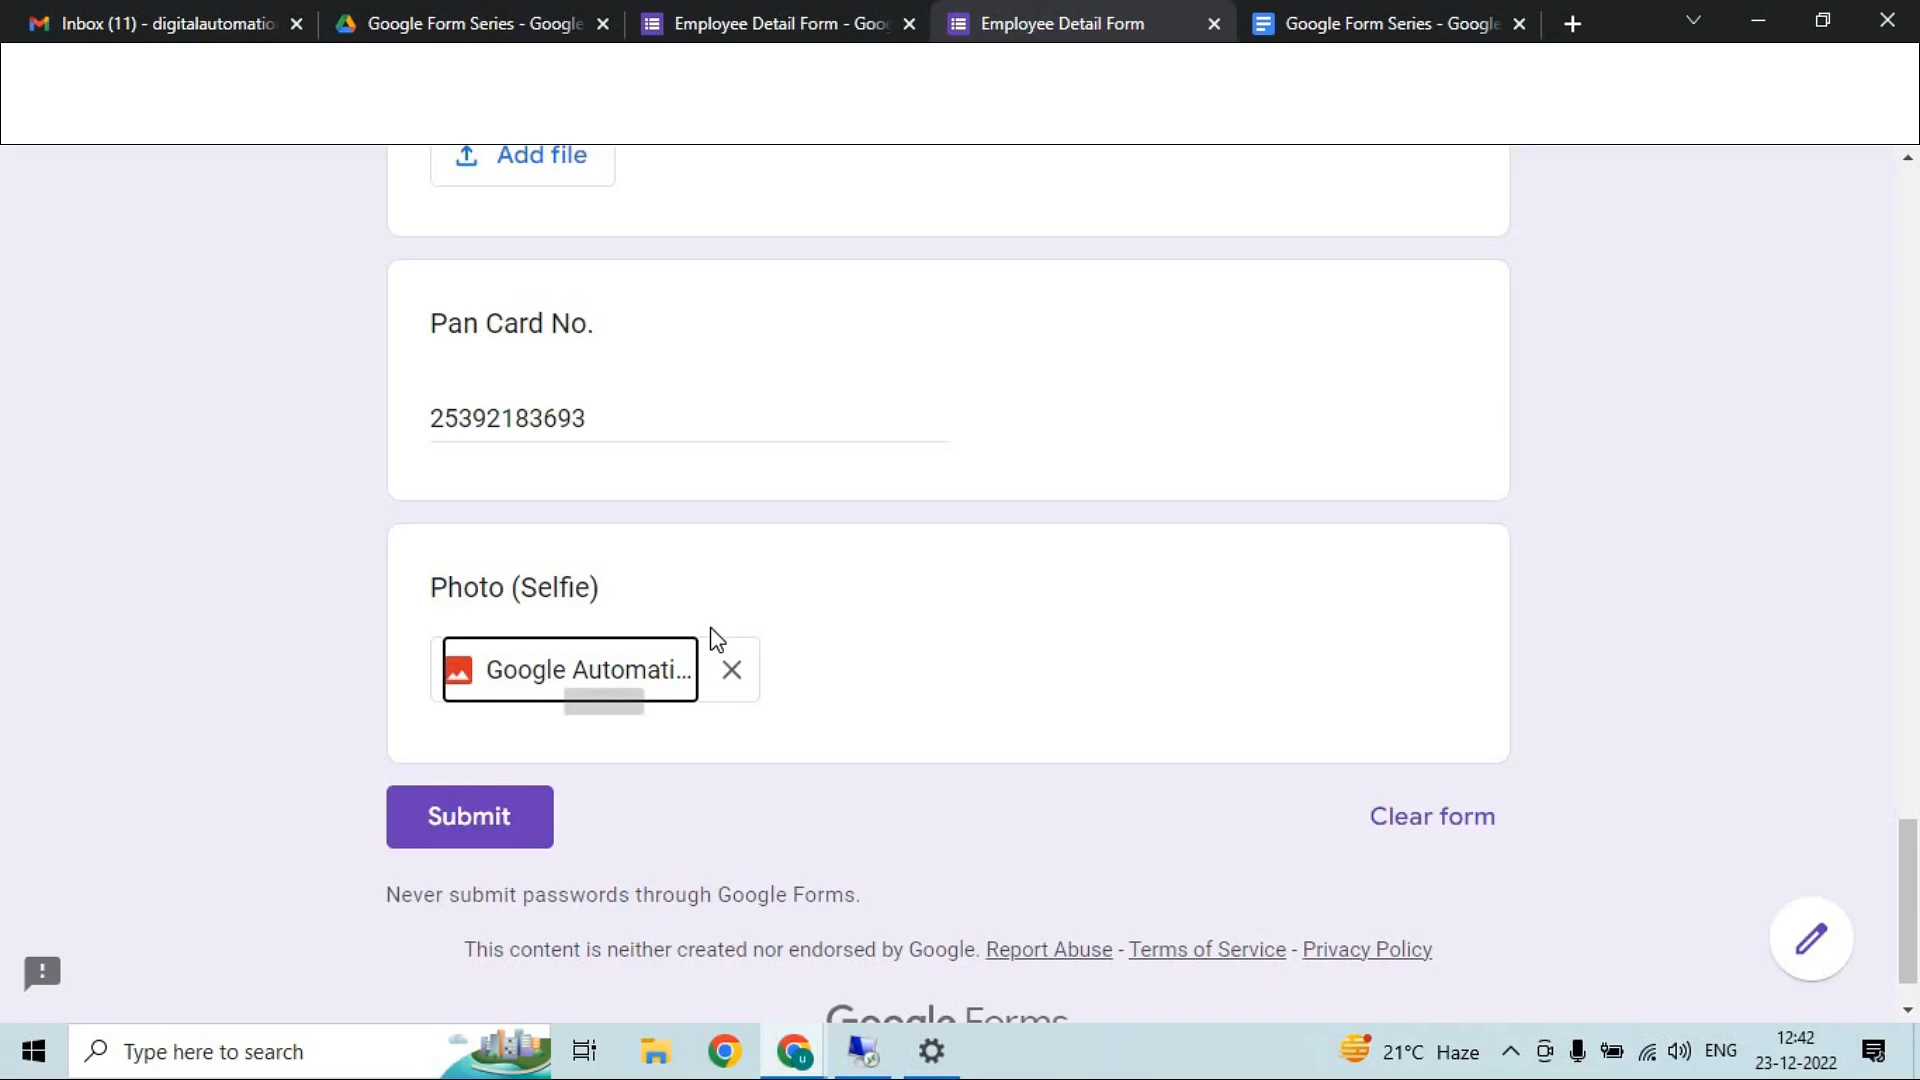 Inbox (11) - digitalautomatio
Google Form Series - Google
Employee Detail Form - Goo
Employee Detail Form
Google Form Series - Google
Add file
Pan Card No.
25392183693
Photo (Selfie)
Google Automati...
Submit
Clear form
Never submit passwords through Google Forms.
This content is neither created nor endorsed by Google. Report Abuse - Terms of Service - Privacy Policy
Google Forms
Type here to search
21°C Haze
ENG
12:42
23-12-2022